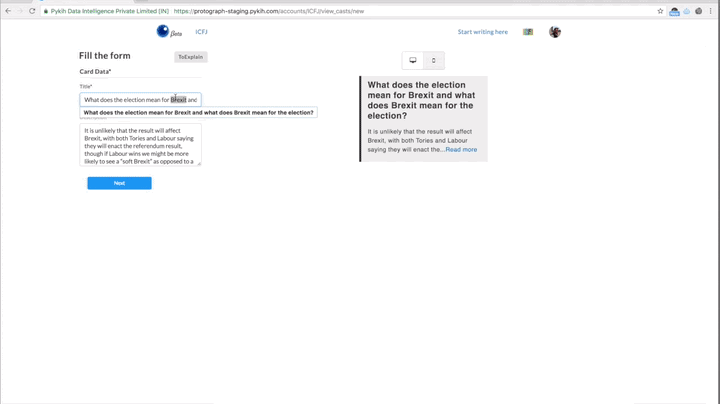 Pykih Data Intelligence Private Limited [IN]
https://protograph-staging.pykih.com/accounts/ICFJ/view_casts/new
Beta
ICFJ
Start writing here
Fill the form
ToExplain
Card Data*
Title*
What does the election mean for Brexit and
What does the election mean for Brexit and what does Brexit mean for the election?
It is unlikely that the result will affect
Brexit, with both Tories and Labour saying
they will enact the referendum result,
though if Labour wins we might be more
likely to see a "soft Brexit" as opposed to a
Next
What does the election
mean for Brexit and what
does Brexit mean for the
election?
It is unlikely that the result will affect
Brexit, with both Tories and Labour
saying they will enact the...Read more